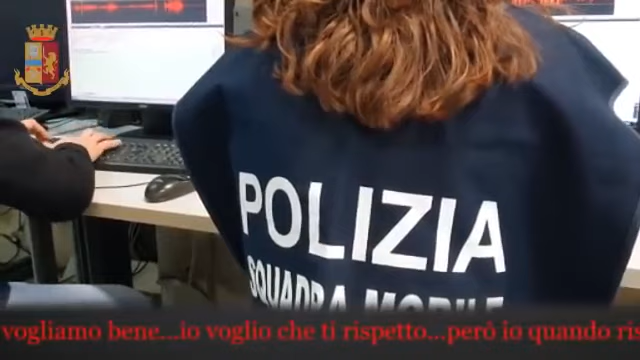 POLIZIA
SQUADRA MOBILE
vogliamo bene...io voglio che ti rispetto...però io quando